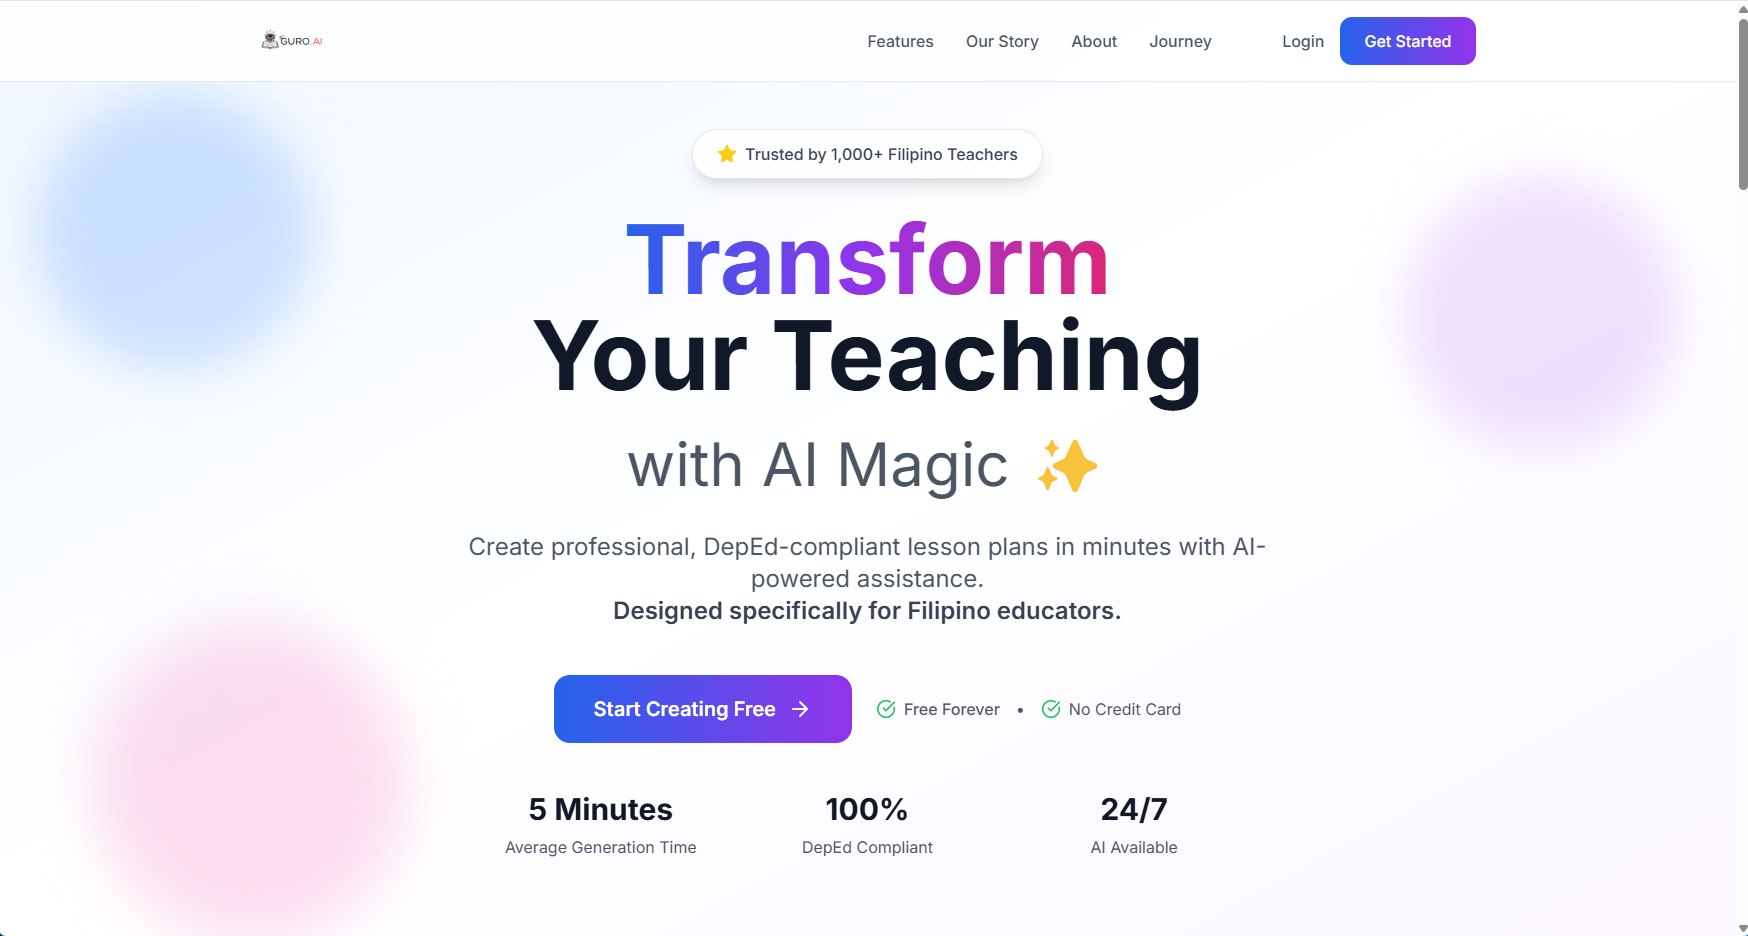 GURO.AI
Features
Our Story
About
Journey
Login
Get Started
Trusted by 1,000+ Filipino Teachers
Transform
Your Teaching
with AI Magic ✨
Create professional, DepEd-compliant lesson plans in minutes with AI-
powered assistance.
Designed specifically for Filipino educators.
Start Creating Free →
Free Forever • No Credit Card
5 Minutes
Average Generation Time
100%
DepEd Compliant
24/7
AI Available